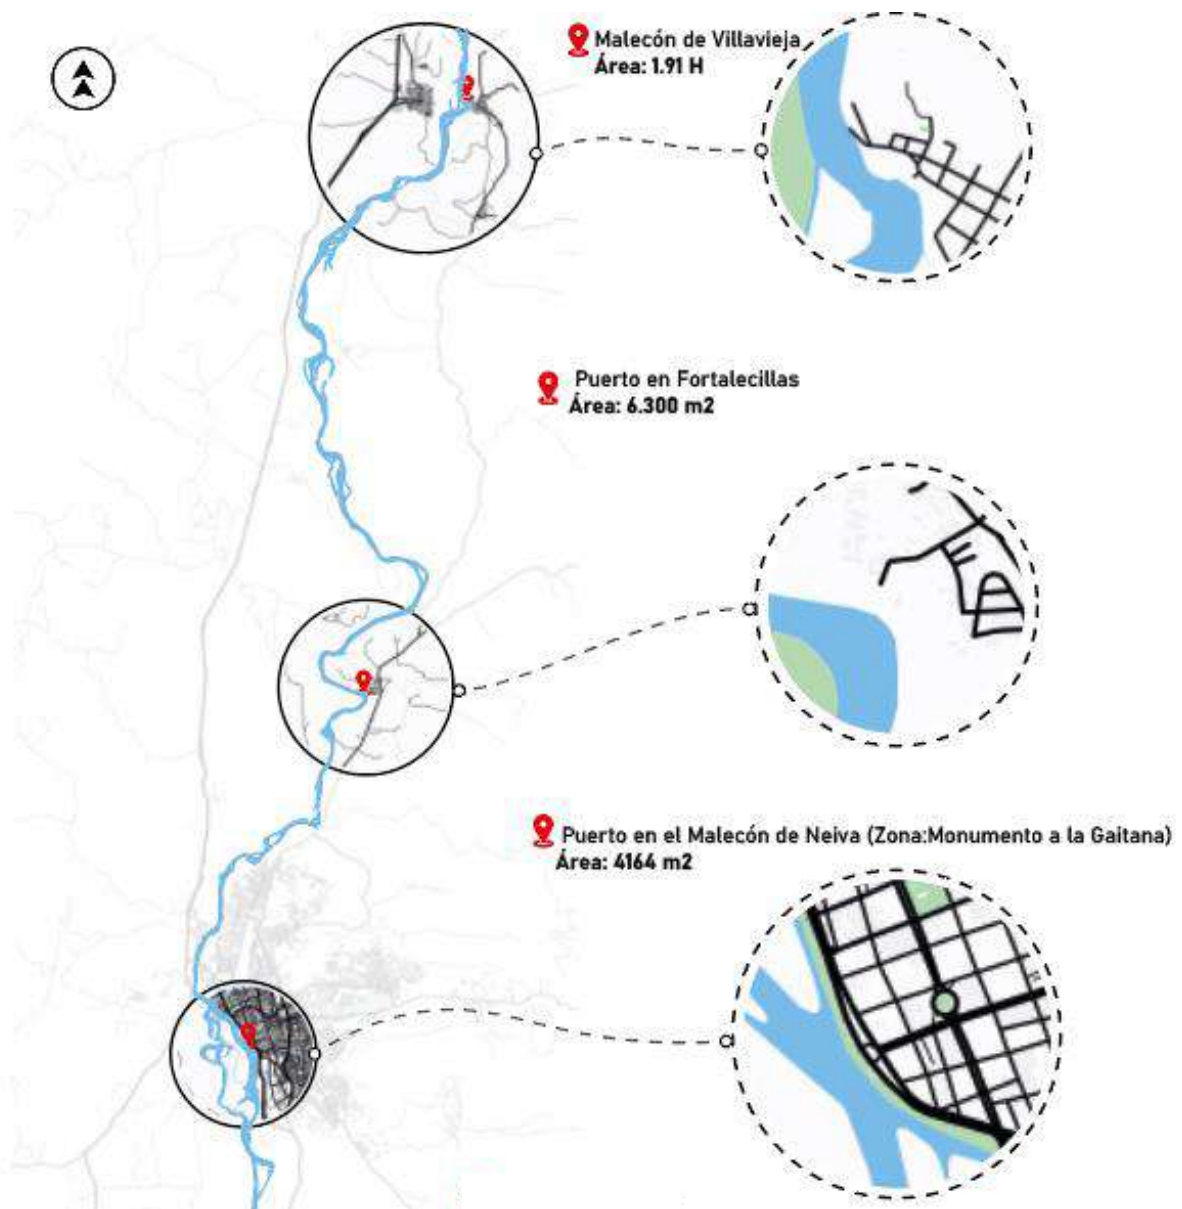 Malecón de Villavieja
Área: 1.91 H
Puerto en Fortalecillas
Área: 6.300 m2
Puerto en el Malecón de Neiva (Zona:Monumento a la Gaitana)
Área: 4164 m2